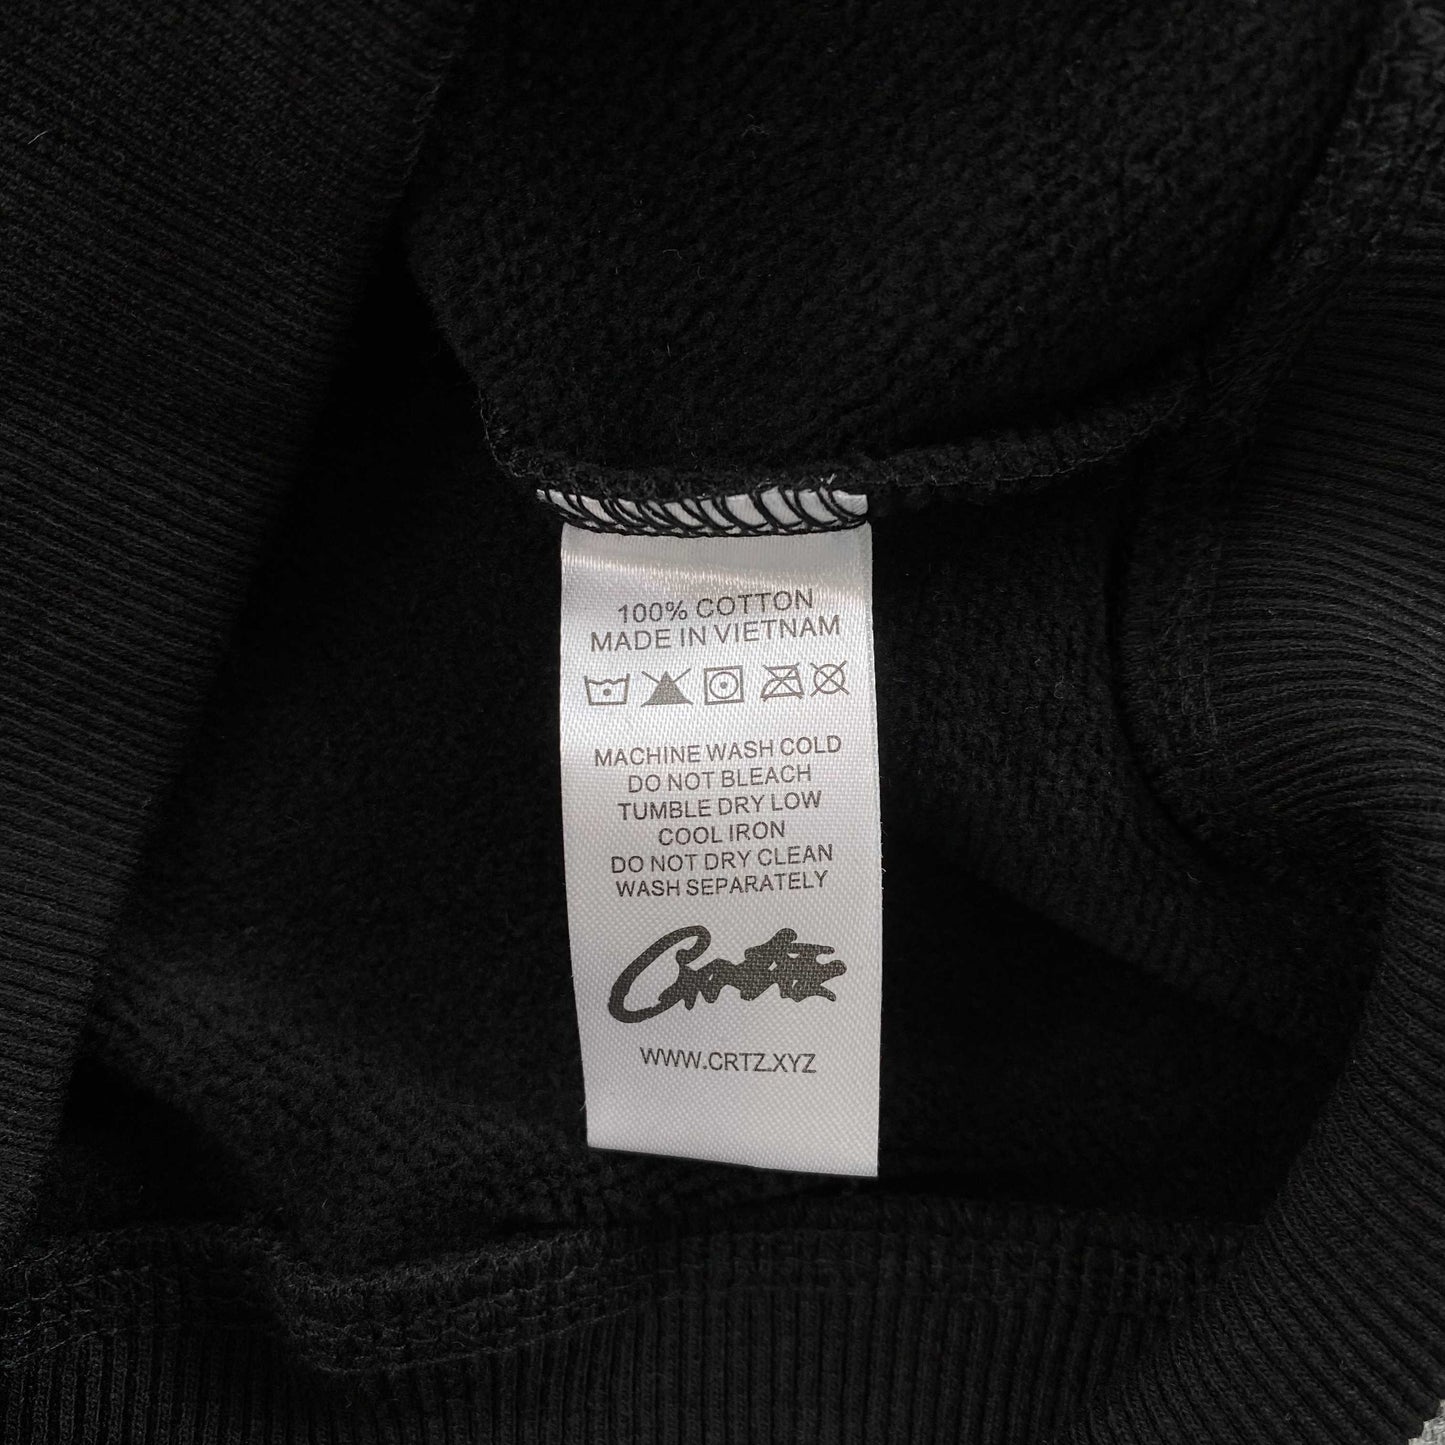 100% COTTON
MADE IN VIETNAM
MACHINE WASH COLD
DO NOT BLEACH
TUMBLE DRY LOW
COOL IRON
DO NOT DRY CLEAN
WASH SEPARATELY
Corteiz
WWW.CRTZ.XYZ